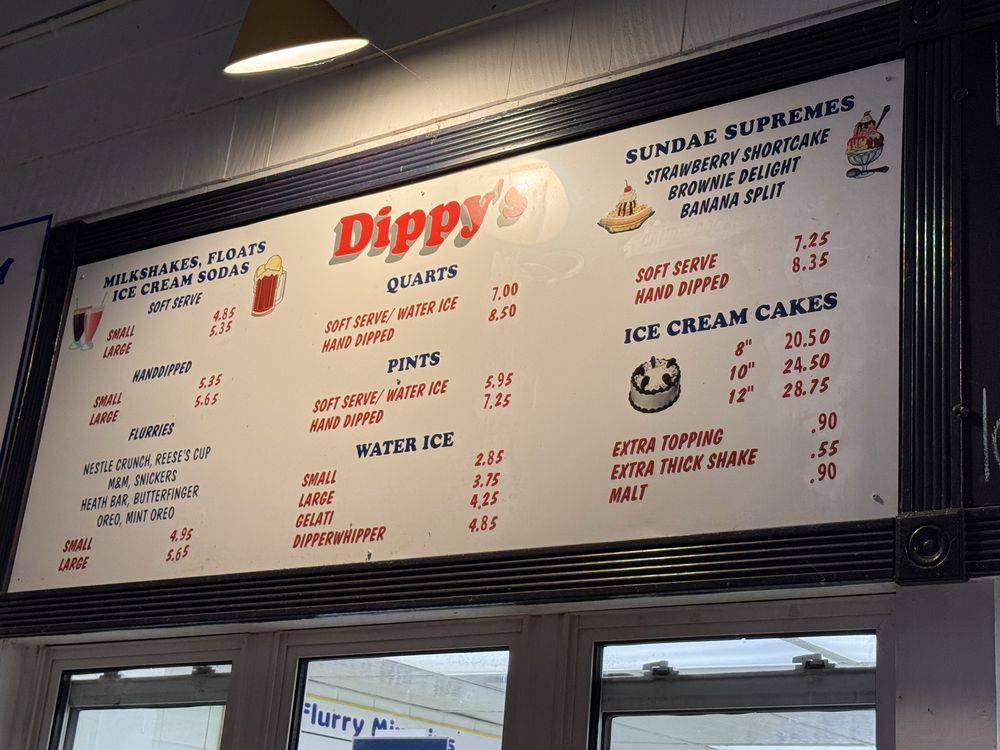 Dippy's
MILKSHAKES, FLOATS
ICE CREAM SODAS
SOFT SERVE
SMALL 4.85
LARGE 5.35
HANDDIPPED
SMALL 5.35
LARGE 5.65
FLURRIES
NESTLE CRUNCH, REESE'S CUP
M&M, SNICKERS
HEATH BAR, BUTTERFINGER
OREO, MINT OREO
SMALL 4.95
LARGE 5.65
QUARTS
SOFT SERVE/ WATER ICE 7.00
HAND DIPPED 8.50
PINTS
SOFT SERVE/ WATER ICE 5.95
HAND DIPPED 7.25
WATER ICE
SMALL 2.85
LARGE 3.75
GELATI 4.25
DIPPERWHIPPER 4.85
SUNDAE SUPREMES
STRAWBERRY SHORTCAKE
BROWNIE DELIGHT
BANANA SPLIT
SOFT SERVE 7.25
HAND DIPPED 8.35
ICE CREAM CAKES
8" 20.50
10" 24.50
12" 28.75
EXTRA TOPPING .90
EXTRA THICK SHAKE .55
MALT .90
Flurry